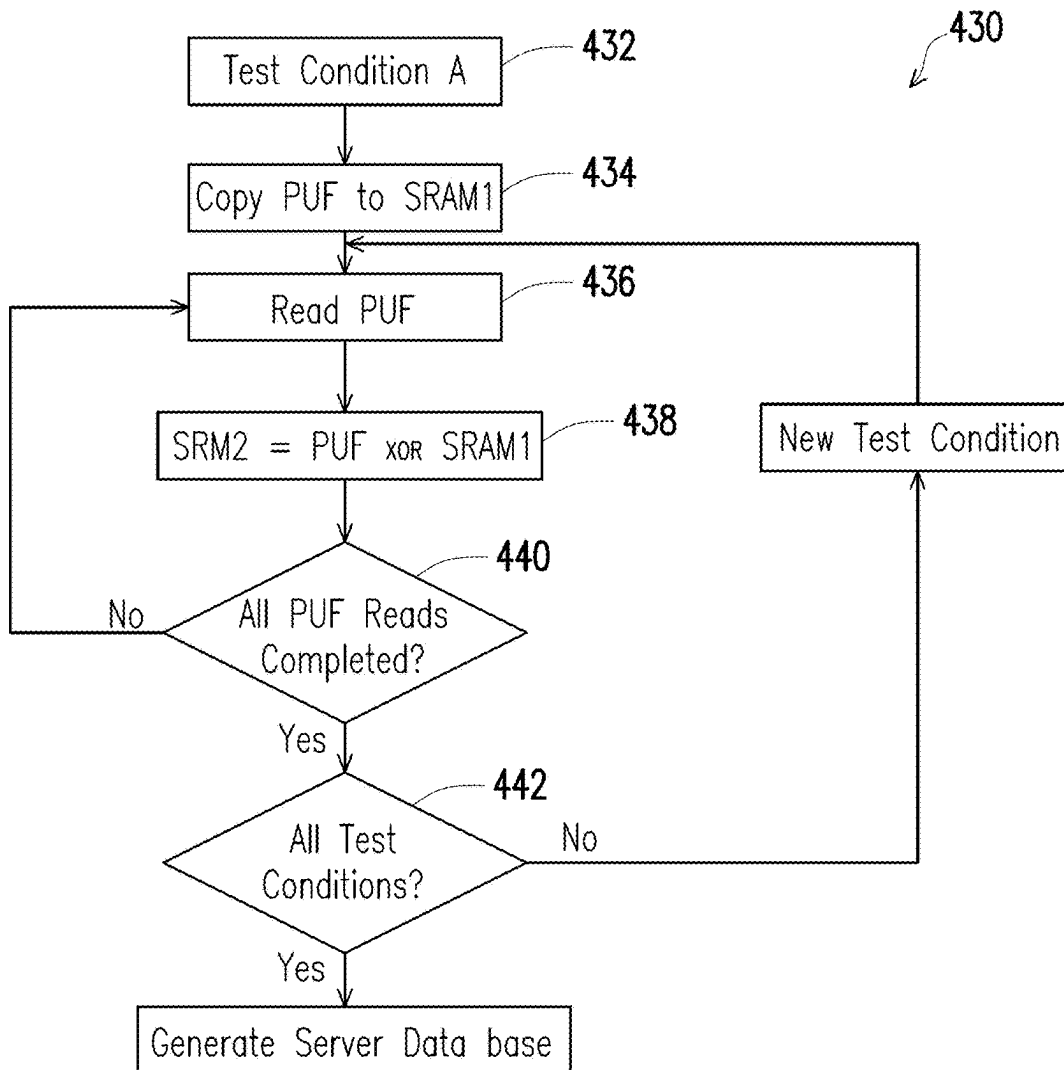 430
Test Condition A
432
Copy PUF to SRAM1
434
Read PUF
436
SRM2 = PUF XOR SRAM1
438
New Test Condition
440
All PUF Reads
Completed?
No
Yes
442
All Test
Conditions?
No
Yes
Generate Server Data base